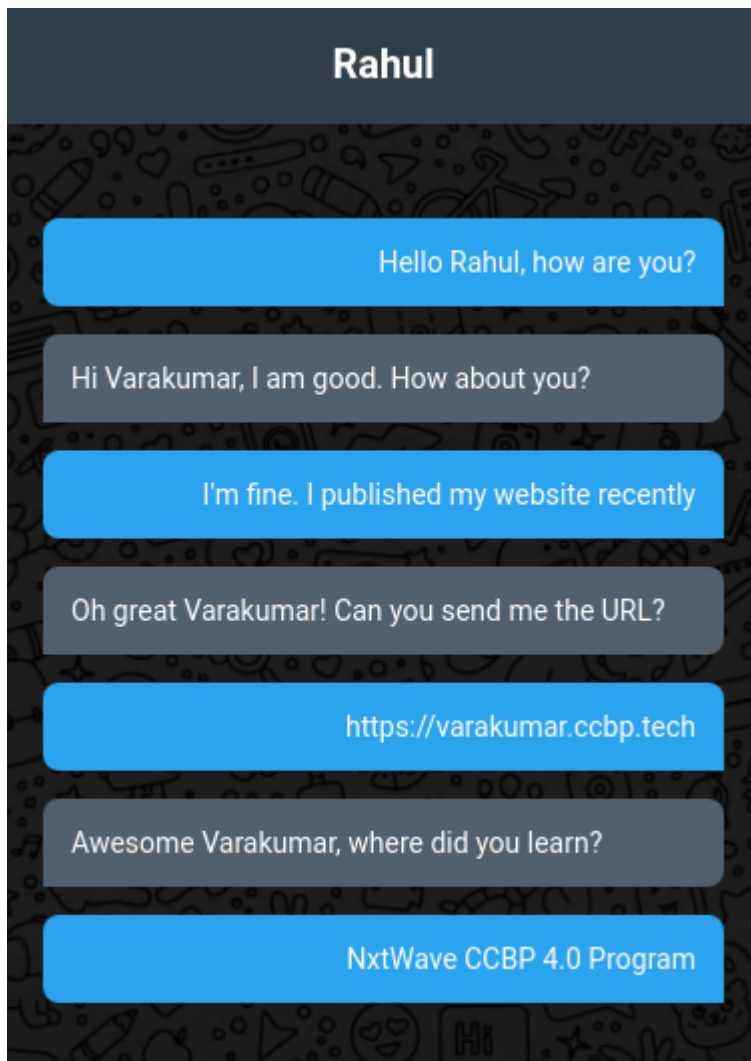 Rahul
Hello Rahul, how are you?
Hi Varakumar, I am good. How about you?
I'm fine. I published my website recently
Oh great Varakumar! Can you send me the URL?
https://varakumar.ccbp.tech
Awesome Varakumar, where did you learn?
NxtWave CCBP 4.0 Program
Hi